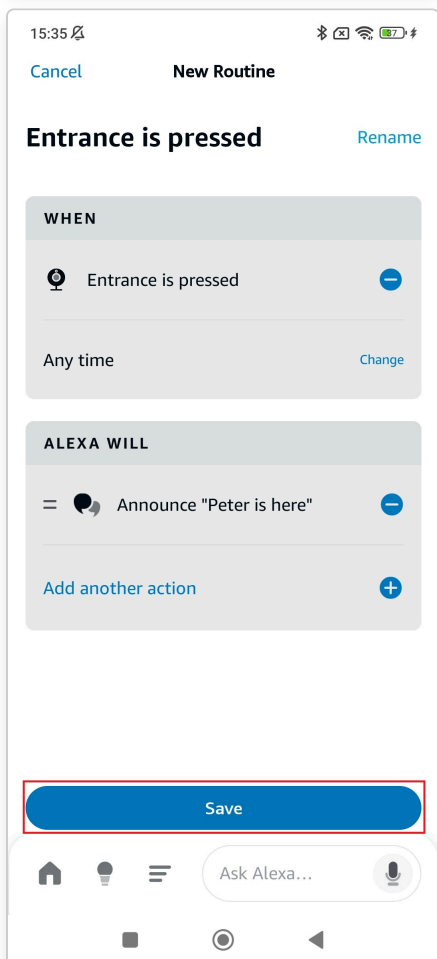 15:35
87
Cancel
New Routine
Entrance is pressed
Rename
WHEN
Entrance is pressed
Any time
Change
ALEXA WILL
Announce "Peter is here"
Add another action
Save
Ask Alexa...